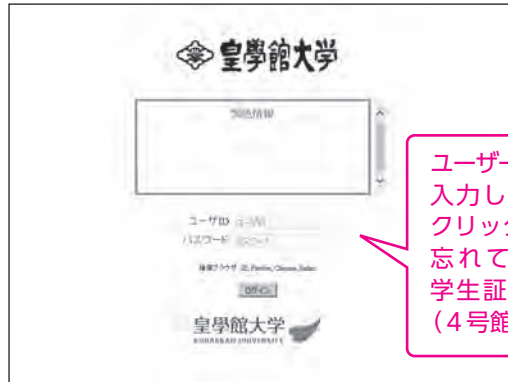 皇學館大学
ユーザID
パスワード
ログイン
皇學館大学
KOGAKKAN UNIVERSITY
ユーザー
入力し
クリック
忘れて
学生証
（4号館